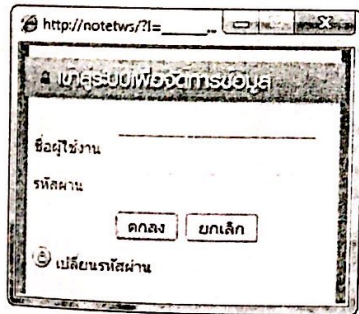 http://notetws/?l=______..
เข้าสู่ระบบเพื่อจัดการข้อมูล
ชื่อผู้ใช้งาน
รหัสผ่าน
ตกลง ยกเลิก
เปลี่ยนรหัสผ่าน